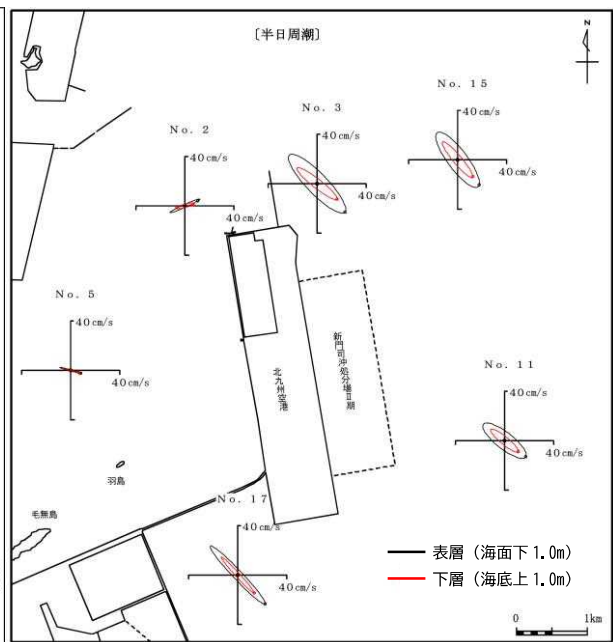 〔半日周潮〕
N
No. 15
40cm/s
40cm/s
No. 3
40cm/s
40cm/s
No. 2
40cm/s
40cm/s
No. 5
40cm/s
40cm/s
新門司沖処分場Ⅱ期
北九州空港
No. 11
40cm/s
40cm/s
羽島
毛無島
No. 17
40cm/s
40cm/s
表層 (海面下 1.0m)
下層 (海底上 1.0m)
0 1km